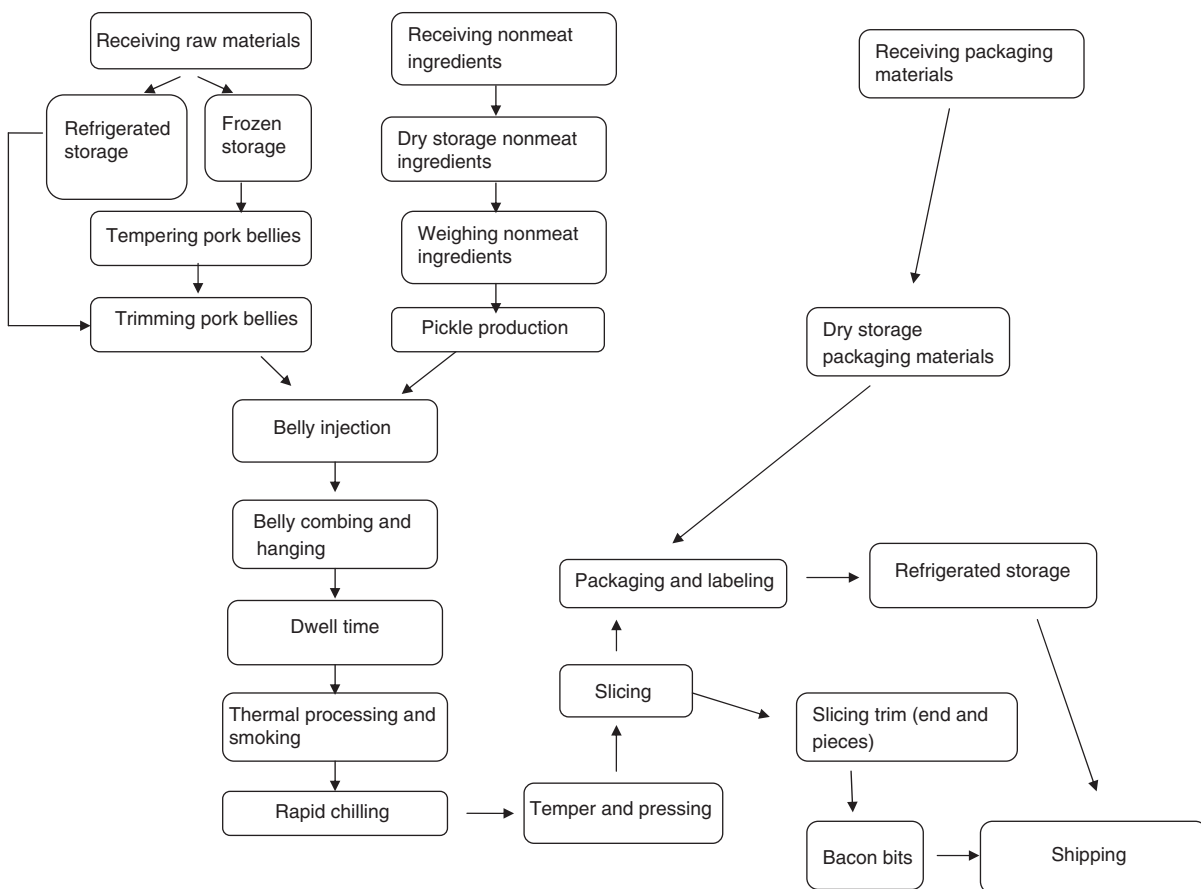 Receiving raw materials
Receiving nonmeat
ingredients
Receiving packaging
materials
Refrigerated
storage
Frozen
storage
Dry storage nonmeat
ingredients
Tempering pork bellies
Weighing nonmeat
ingredients
Trimming pork bellies
Pickle production
Dry storage
packaging materials
Belly injection
Belly combing and
hanging
Packaging and labeling
Refrigerated storage
Dwell time
Slicing
Thermal processing and
smoking
Slicing trim (end and
pieces)
Rapid chilling
Temper and pressing
Bacon bits
Shipping